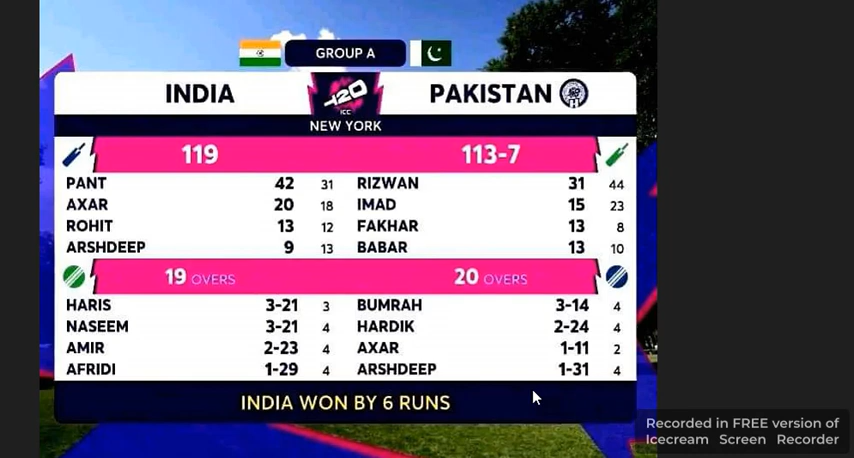 GROUP A
INDIA T20 PAKISTAN
ICC
NEW YORK
119 113-7
PANT 42 31 RIZWAN 31 44
AXAR 20 18 IMAD 15 23
ROHIT 13 12 FAKHAR 13 8
ARSHDEEP 9 13 BABAR 13 10
19 OVERS 20 OVERS
HARIS 3-21 3 BUMRAH 3-14 4
NASEEM 3-21 4 HARDIK 2-24 4
AMIR 2-23 4 AXAR 1-11 2
AFRIDI 1-29 4 ARSHDEEP 1-31 4
INDIA WON BY 6 RUNS
Recorded in FREE version of
Icecream Screen Recorder